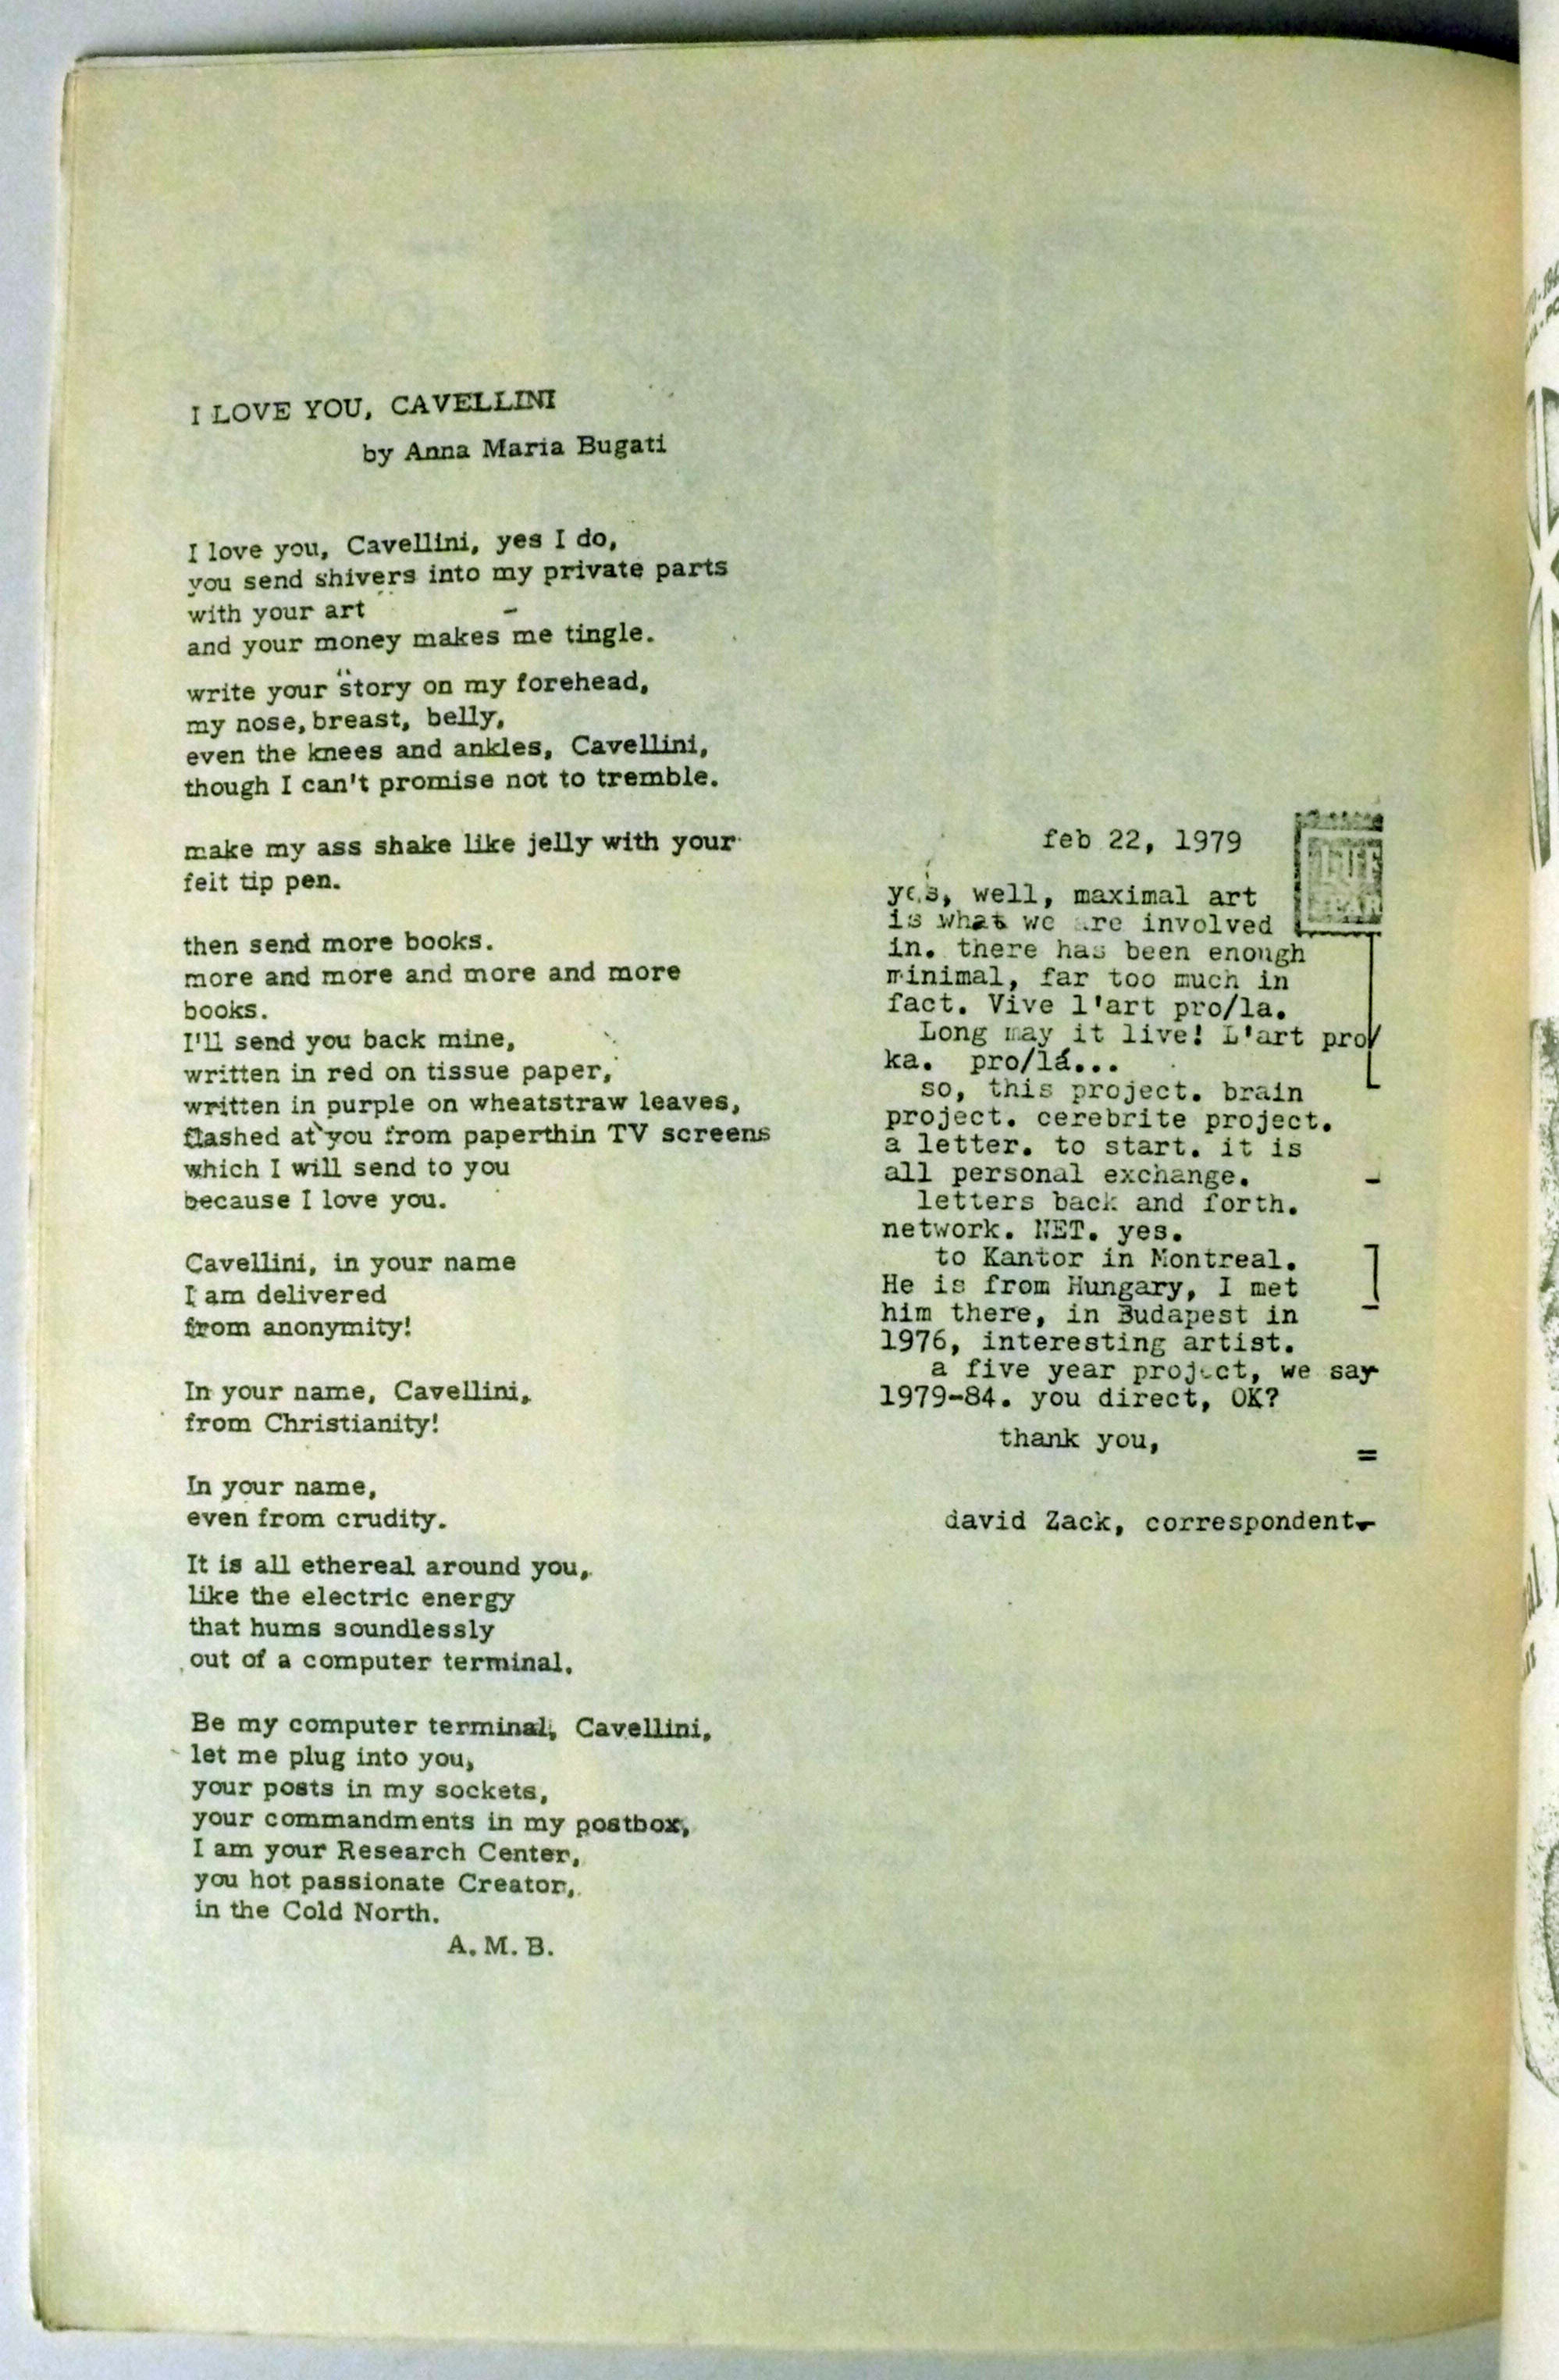 I LOVE YOU, CAVELLINI
by Anna Maria Bugati
I love you, Cavellini, yes I do,
you send shivers into my private parts
with your art
and your money makes me tingle.
write your story on my forehead,
my nose, breast, belly,
even the knees and ankles, Cavellini,
though I can't promise not to tremble.
make my ass shake like jelly with your
felt tip pen.
then send more books.
more and more and more and more
books.
I'll send you back mine,
written in red on tissue paper,
written in purple on wheatstraw leaves,
flashed at you from paperthin TV screens
which I will send to you
because I love you.
Cavellini, in your name
I am delivered
from anonymity!
In your name, Cavellini,
from Christianity!
In your name,
even from crudity.
It is all ethereal around you,
like the electric energy
that hums soundlessly
out of a computer terminal.
Be my computer terminal, Cavellini,
let me plug into you,
your posts in my sockets,
your commandments in my postbox,
I am your Research Center,
you hot passionate Creator,
in the Cold North.
A. M. B.
feb 22, 1979
yes, well, maximal art
is what we are involved
in. there has been enough
minimal, far too much in
fact. Vive l'art pro/la.
Long may it live! L'art pro/
ka. pro/lá...
so, this project. brain
project. cerebrite project.
a letter. to start. it is
all personal exchange.
letters back and forth.
network. NET. yes.
to Kantor in Montreal.
He is from Hungary, I met
him there, in Budapest in
1976, interesting artist.
a five year project, we say
1979-84. you direct, OK?
thank you,
david Zack, correspondent